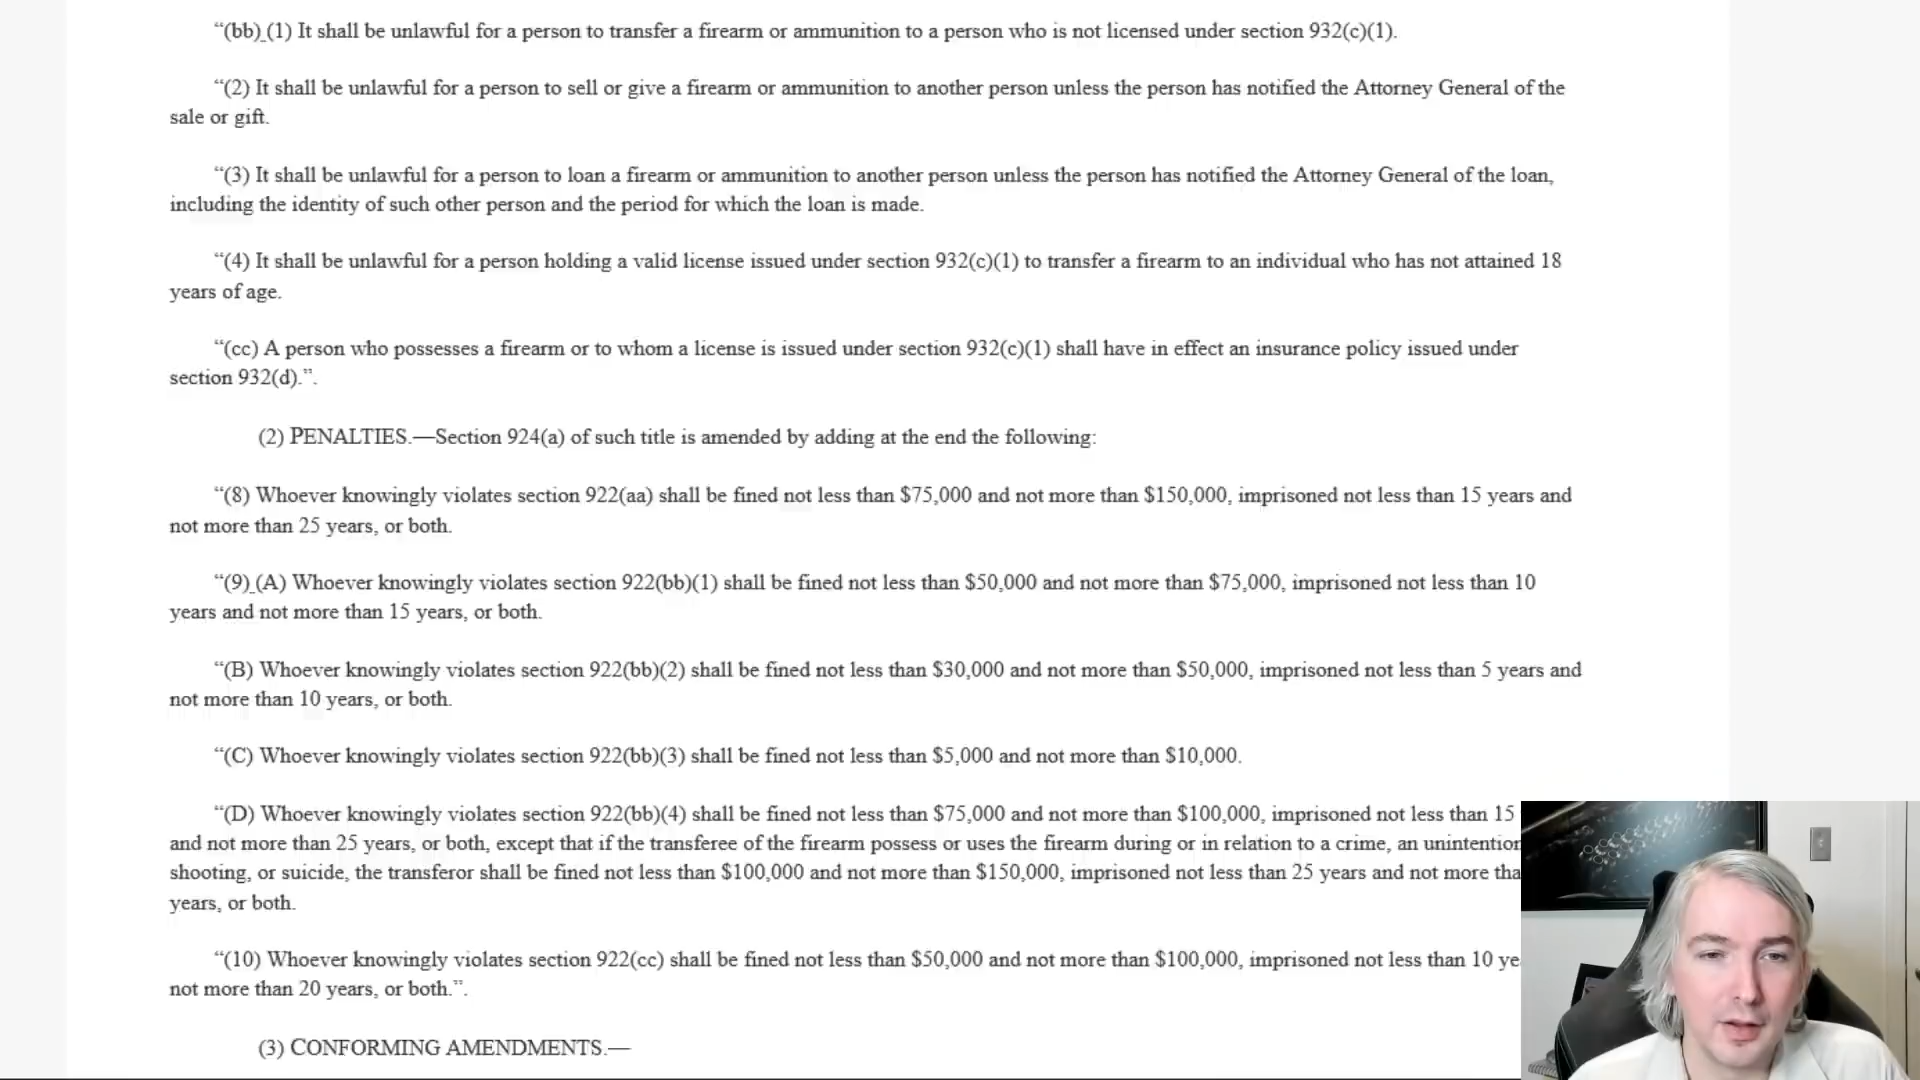 “(bb) (1) It shall be unlawful for a person to transfer a firearm or ammunition to a person who is not licensed under section 932(c)(1).
“(2) It shall be unlawful for a person to sell or give a firearm or ammunition to another person unless the person has notified the Attorney General of the
sale or gift.
“(3) It shall be unlawful for a person to loan a firearm or ammunition to another person unless the person has notified the Attorney General of the loan,
including the identity of such other person and the period for which the loan is made.
“(4) It shall be unlawful for a person holding a valid license issued under section 932(c)(1) to transfer a firearm to an individual who has not attained 18
years of age.
“(cc) A person who possesses a firearm or to whom a license is issued under section 932(c)(1) shall have in effect an insurance policy issued under
section 932(d).”.
(2) PENALTIES.—Section 924(a) of such title is amended by adding at the end the following:
“(8) Whoever knowingly violates section 922(aa) shall be fined not less than $75,000 and not more than $150,000, imprisoned not less than 15 years and
not more than 25 years, or both.
“(9) (A) Whoever knowingly violates section 922(bb)(1) shall be fined not less than $50,000 and not more than $75,000, imprisoned not less than 10
years and not more than 15 years, or both.
“(B) Whoever knowingly violates section 922(bb)(2) shall be fined not less than $30,000 and not more than $50,000, imprisoned not less than 5 years and
not more than 10 years, or both.
“(C) Whoever knowingly violates section 922(bb)(3) shall be fined not less than $5,000 and not more than $10,000.
“(D) Whoever knowingly violates section 922(bb)(4) shall be fined not less than $75,000 and not more than $100,000, imprisoned not less than 15
and not more than 25 years, or both, except that if the transferee of the firearm possess or uses the firearm during or in relation to a crime, an
shooting, or suicide, the transferor shall be fined not less than $100,000 and not more than $150,000, imprisoned not less than 25 years and not more
years, or both.
“(10) Whoever knowingly violates section 922(cc) shall be fined not less than $50,000 and not more than $100,000, imprisoned not less than 10
not more than 20 years, or both.”.
(3) CONFORMING AMENDMENTS.—